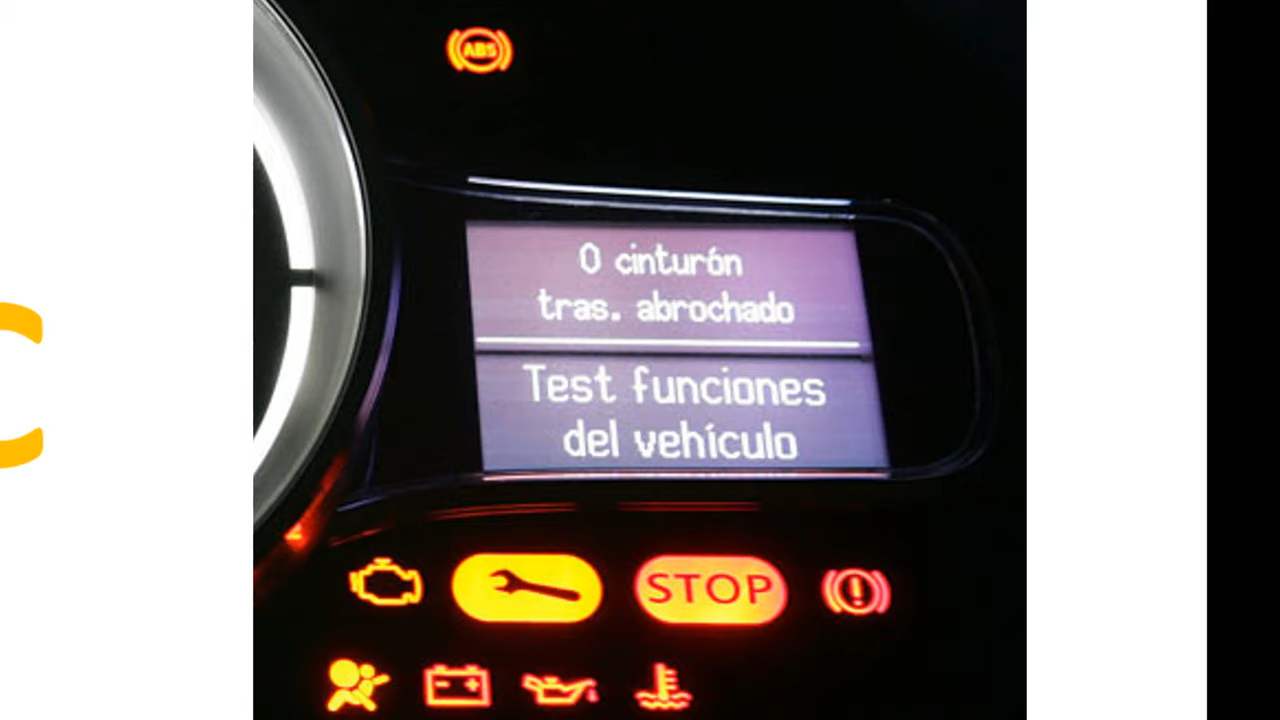 ABS
0 cinturón
tras. abrochado
Test funciones
del vehículo
STOP